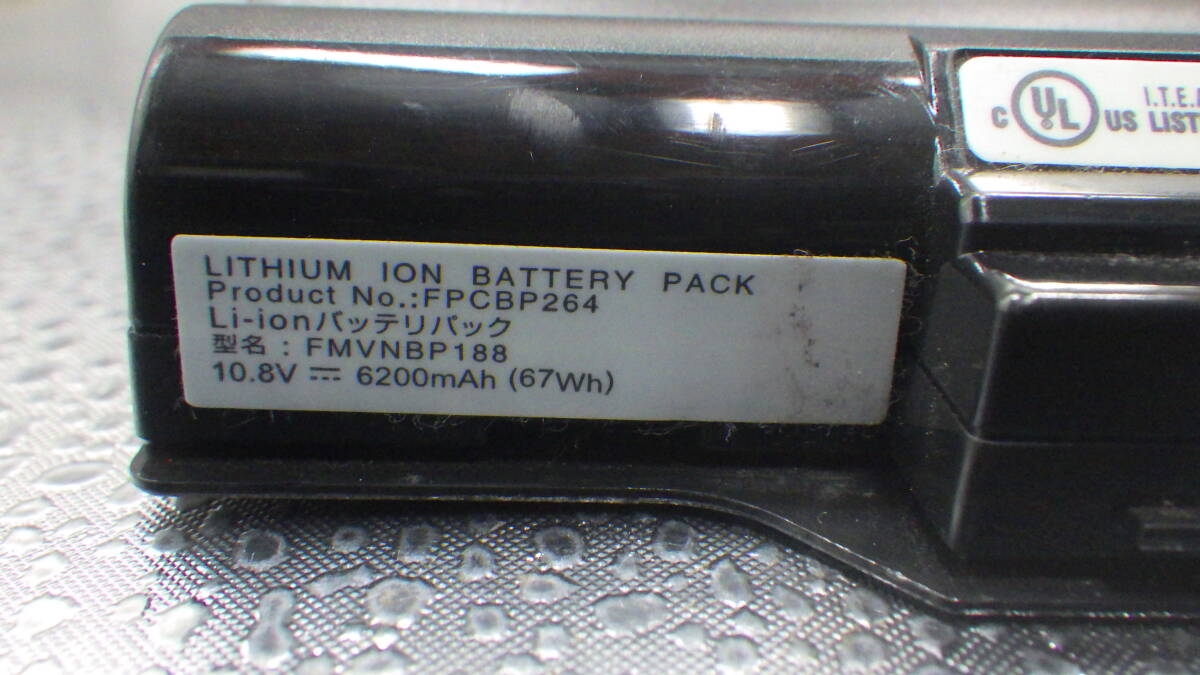 LITHIUM ION BATTERY PACK
Product No.:FPCBP264
Li-ionバッテリパック
型名：FMVNBP188
10.8V ⎓ 6200mAh (67Wh)
C UL US
I.T.E.